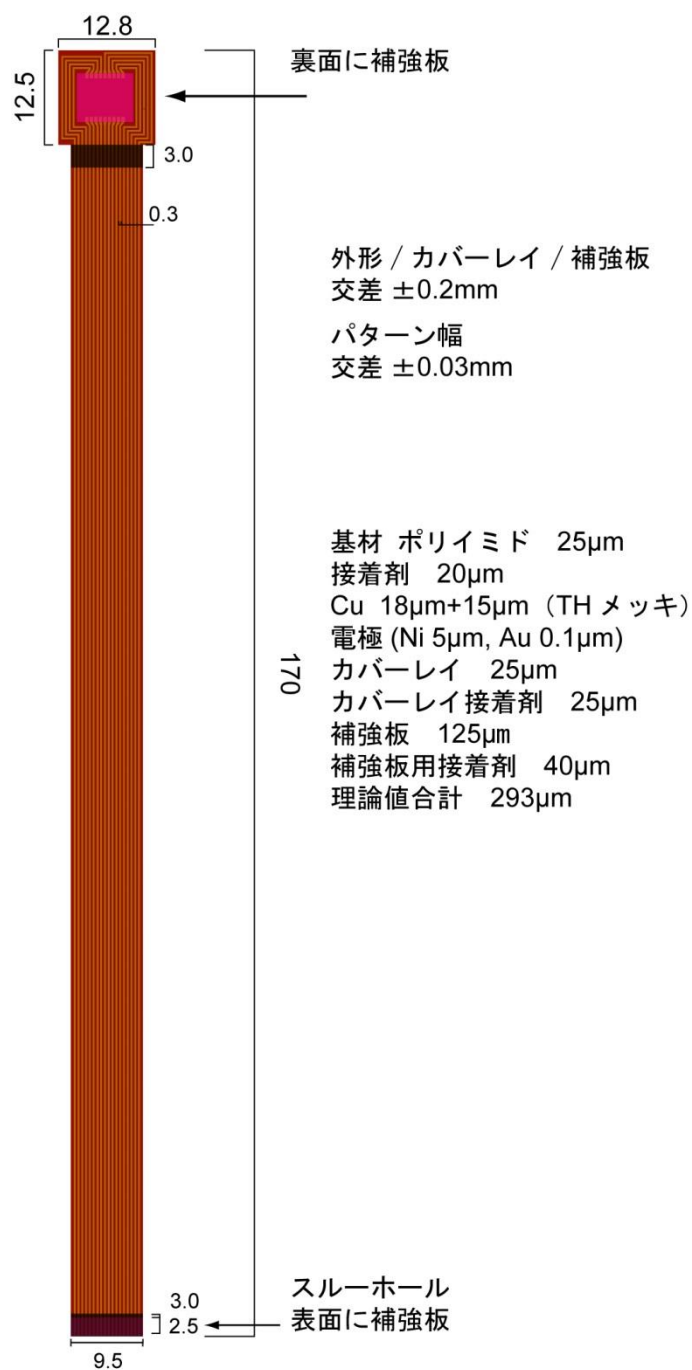 12.8
裏面に補強板
12.5
3.0
0.3
外形 / カバーレイ / 補強板
交差 ±0.2mm
パターン幅
交差 ±0.03mm
基材 ポリイミド　25μm
接着剤　20μm
Cu 18μm+15μm（TH メッキ）
電極 (Ni 5μm, Au 0.1μm)
カバーレイ　25μm
カバーレイ接着剤　25μm
補強板　125μm
補強板用接着剤　40μm
理論値合計　293μm
170
スルーホール
表面に補強板
3.0
2.5
9.5